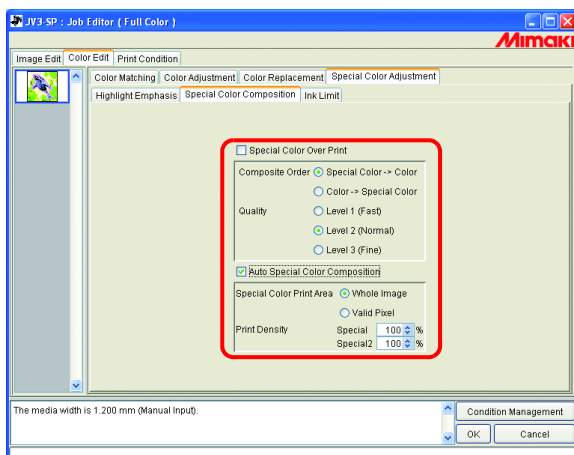 JV3-SP : Job Editor ( Full Color )
Mimaki
Image Edit Color Edit Print Condition
Color Matching Color Adjustment Color Replacement Special Color Adjustment
Highlight Emphasis Special Color Composition Ink Limit
Special Color Over Print
Composite Order Special Color -> Color
Color -> Special Color
Quality Level 1 (Fast)
Level 2 (Normal)
Level 3 (Fine)
Auto Special Color Composition
Special Color Print Area Whole Image
Valid Pixel
Print Density Special 100 %
Special2 100 %
The media width is 1.200 mm (Manual Input).
Condition Management
OK Cancel